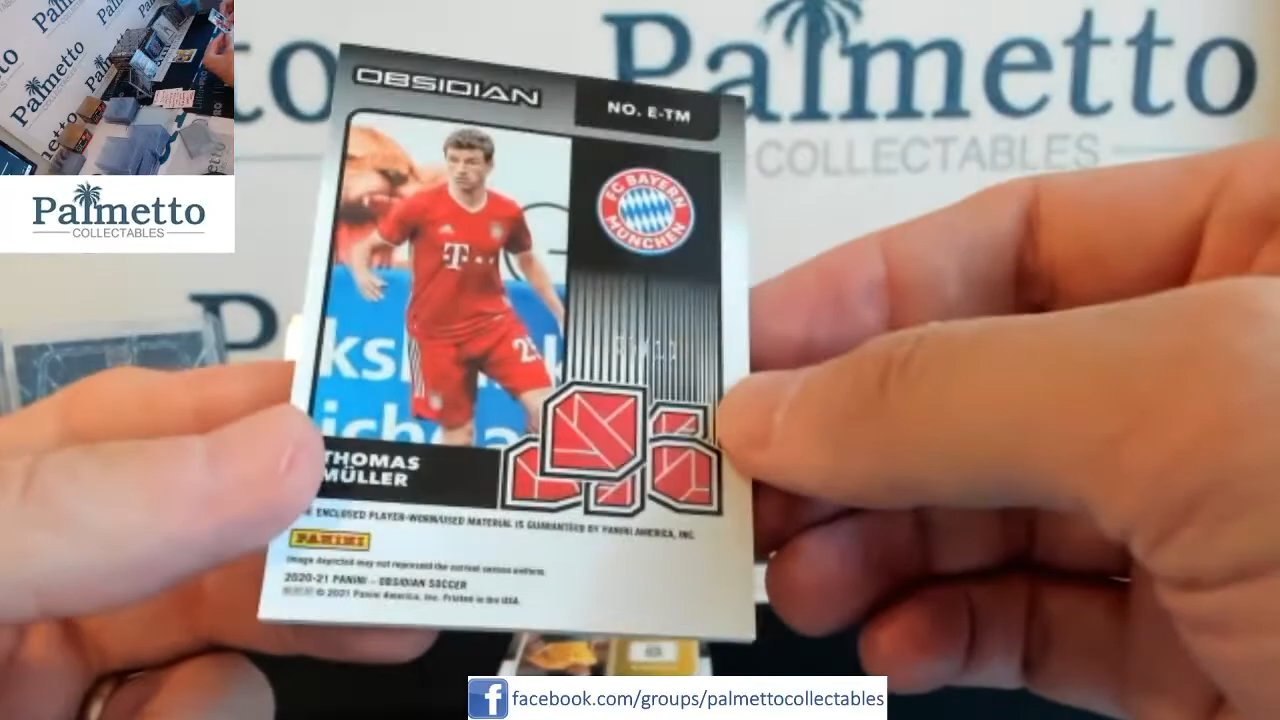 Palmetto
COLLECTABLES
Palmetto
COLLECTABLES
OBSIDIAN
NO. E-TM
FC BAYERN
MÜNCHEN
T
25
THOMAS
MÜLLER
ENCLOSED PLAYER-WORN/USED MATERIAL IS GUARANTEED BY PANINI AMERICA, INC.
PANINI
Image depicted may not represent the current season uniform.
2020-21 PANINI – OBSIDIAN SOCCER
© 2021 Panini America, Inc. Printed in the USA.
facebook.com/groups/palmettocollectables